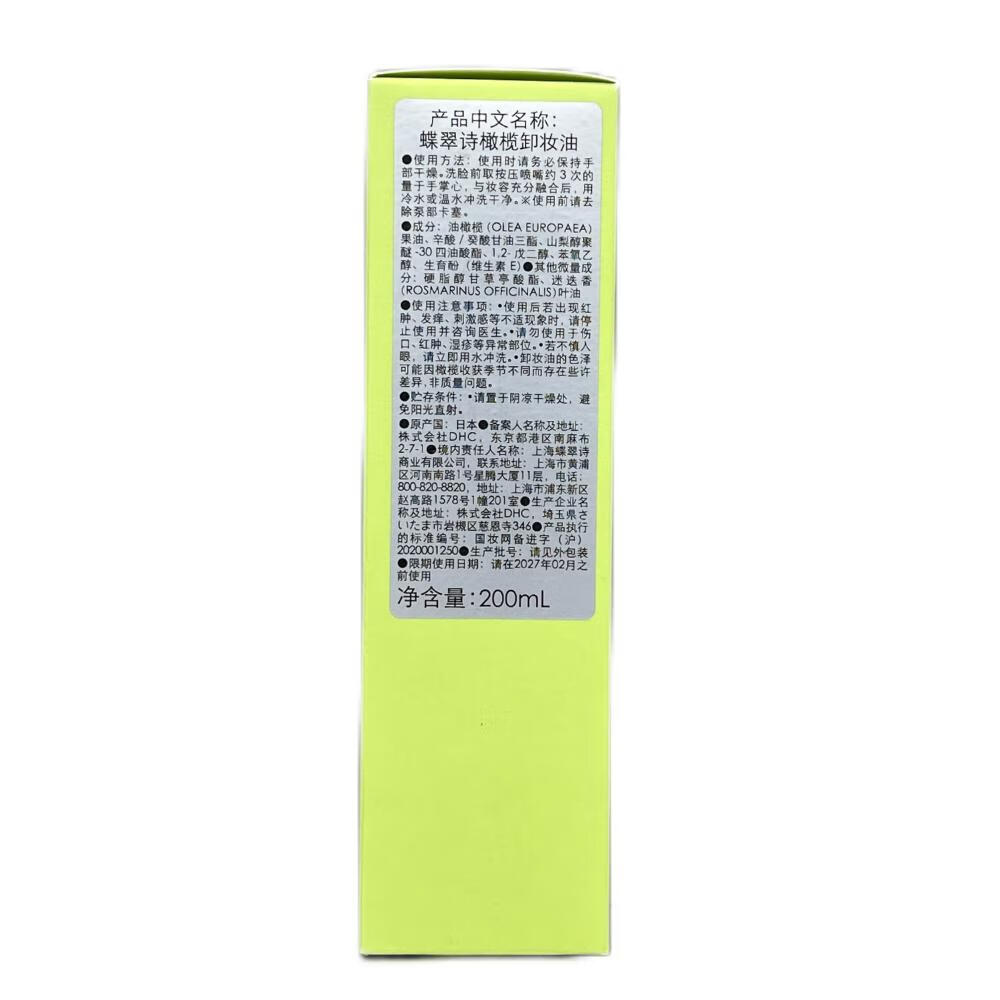 产品中文名称：
蝶翠诗橄榄卸妆油
●使用方法：使用时请务必保持手
部干燥。洗脸前取按压喷嘴约3次的
量于手掌心，与妆容充分融合后，用
冷水或温水冲洗干净。※使用前请去
除泵部卡塞。
●成分：油橄榄(OLEA EUROPAEA)
果油、辛酸/癸酸甘油三酯、山梨醇聚
醚-30四油酸酯、1,2-戊二醇、苯氧乙
醇、生育酚(维生素E)●其他微量成
分：硬脂醇甘草亭酸酯、迷迭香
(ROSMARINUS OFFICINALIS)叶油
●使用注意事项：•使用后若出现红
肿、发痒、刺激感等不适现象时，请停
止使用并咨询医生。•请勿使用于伤
口、红肿、湿疹等异常部位。•若不慎入
眼，请立即用水冲洗。•卸妆油的色泽
可能因橄榄收获季节不同而存在些许
差异，非质量问题。
●贮存条件：•请置于阴凉干燥处，避
免阳光直射。
●原产国：日本●备案人名称及地址：
株式会社DHC，东京都港区南麻布
2-7-1●境内责任人名称：上海蝶翠诗
商业有限公司，联系地址：上海市黄浦
区河南南路1号星腾大厦11层，电话：
800-820-8820，地址：上海市浦东新区
赵高路1578号1幢201室●生产企业名
称及地址：株式会社DHC，埼玉県さ
いたま市岩槻区慈恩寺346●产品执行
的标准编号：国妆网备进字（沪）
2020001250●生产批号：请见外包装
●限期使用日期：请在2027年02月之
前使用
净含量：200mL